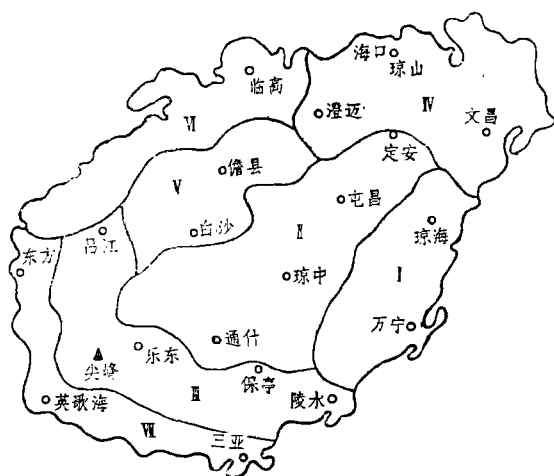 海口
琼山
临高
澄迈
Ⅳ
文昌
Ⅵ
定安
儋县
Ⅴ
屯昌
白沙
Ⅱ
琼海
昌江
东方
琼中
Ⅰ
万宁
通什
乐东
尖峰
保亭
英歌海
Ⅲ
陵水
Ⅶ
三亚